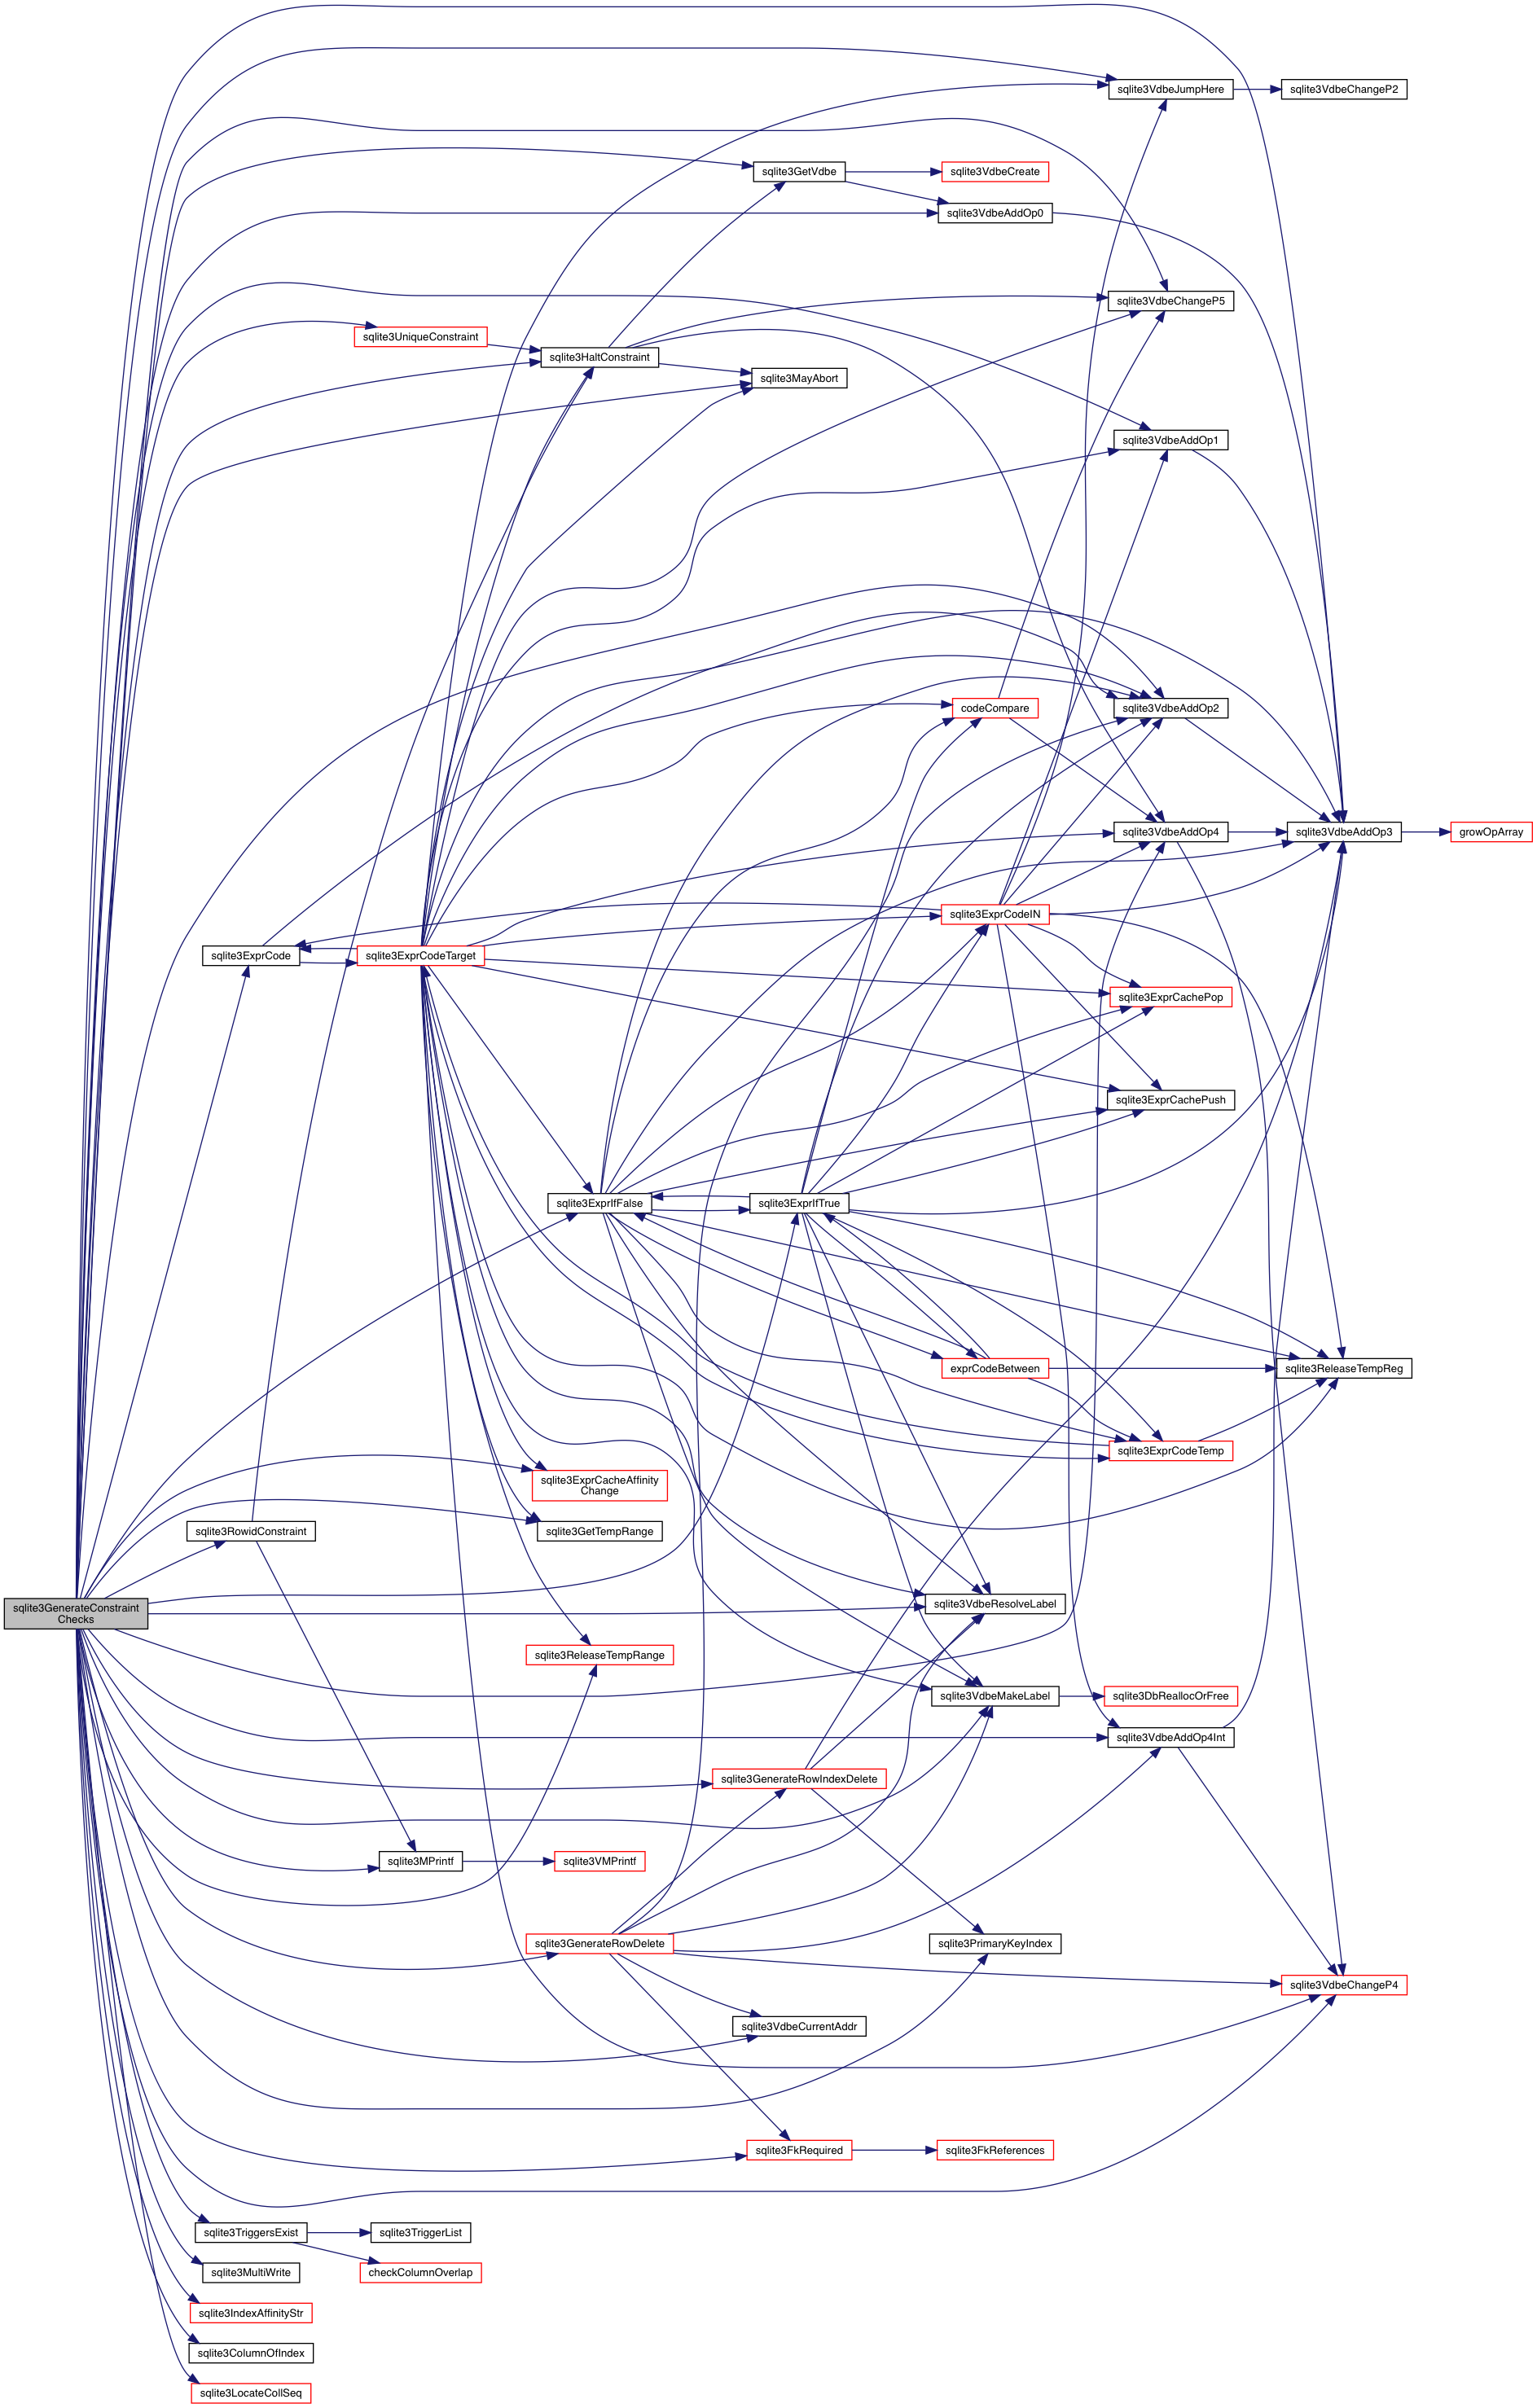 sqlite3VdbeJumpHere
sqlite3VdbeChangeP2
sqlite3GetVdbe
sqlite3VdbeCreate
sqlite3VdbeAddOp0
sqlite3VdbeChangeP5
sqlite3UniqueConstraint
sqlite3HaltConstraint
sqlite3MayAbort
sqlite3VdbeAddOp1
codeCompare
sqlite3VdbeAddOp2
sqlite3VdbeAddOp4
sqlite3VdbeAddOp3
growOpArray
sqlite3ExprCodeIN
sqlite3ExprCode
sqlite3ExprCodeTarget
sqlite3ExprCachePop
sqlite3ExprCachePush
sqlite3ExprIfFalse
sqlite3ExprIfTrue
exprCodeBetween
sqlite3ReleaseTempReg
sqlite3ExprCodeTemp
sqlite3ExprCacheAffinity
Change
sqlite3RowidConstraint
sqlite3GetTempRange
sqlite3GenerateConstraint
Checks
sqlite3VdbeResolveLabel
sqlite3ReleaseTempRange
sqlite3VdbeMakeLabel
sqlite3DbReallocOrFree
sqlite3VdbeAddOp4Int
sqlite3GenerateRowIndexDelete
sqlite3MPrintf
sqlite3VMPrintf
sqlite3GenerateRowDelete
sqlite3PrimaryKeyIndex
sqlite3VdbeChangeP4
sqlite3VdbeCurrentAddr
sqlite3FkRequired
sqlite3FkReferences
sqlite3TriggersExist
sqlite3TriggerList
sqlite3MultiWrite
checkColumnOverlap
sqlite3IndexAffinityStr
sqlite3ColumnOfIndex
sqlite3LocateCollSeq